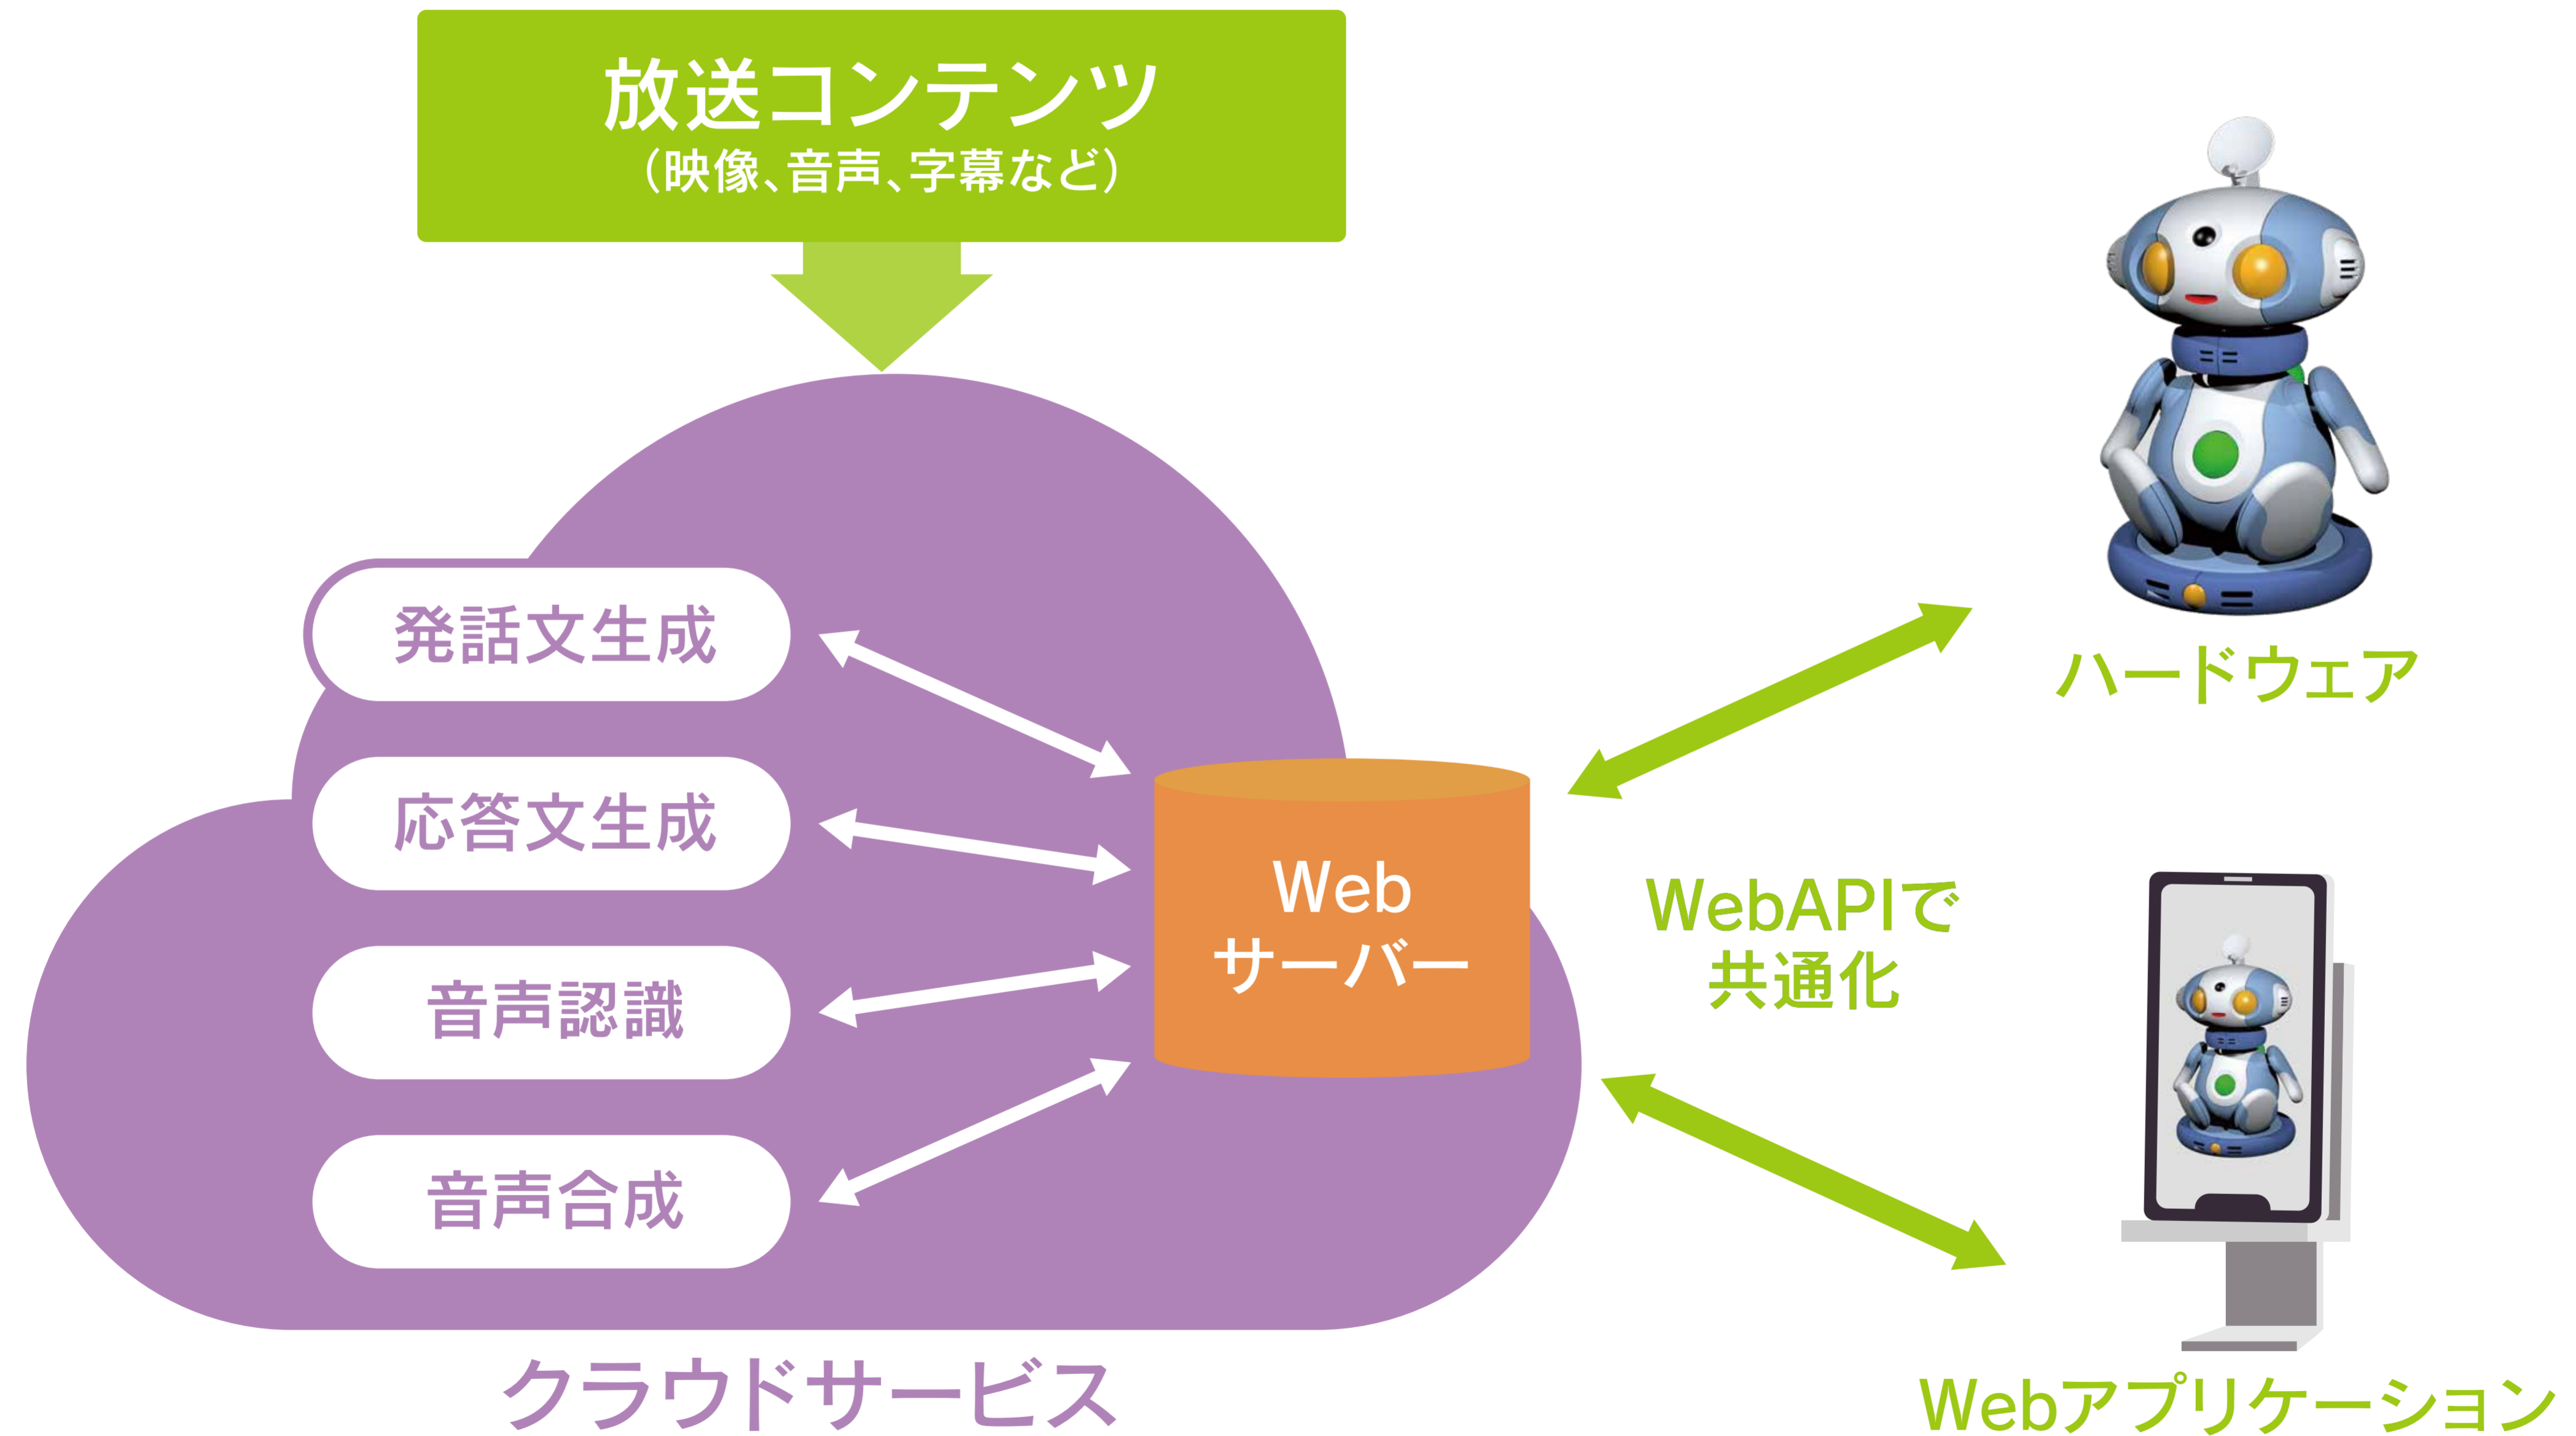 放送コンテンツ
（映像、音声、字幕など）
発話文生成
応答文生成
音声認識
音声合成
Web
サーバー
クラウドサービス
ハードウェア
WebAPIで
共通化
Webアプリケーション